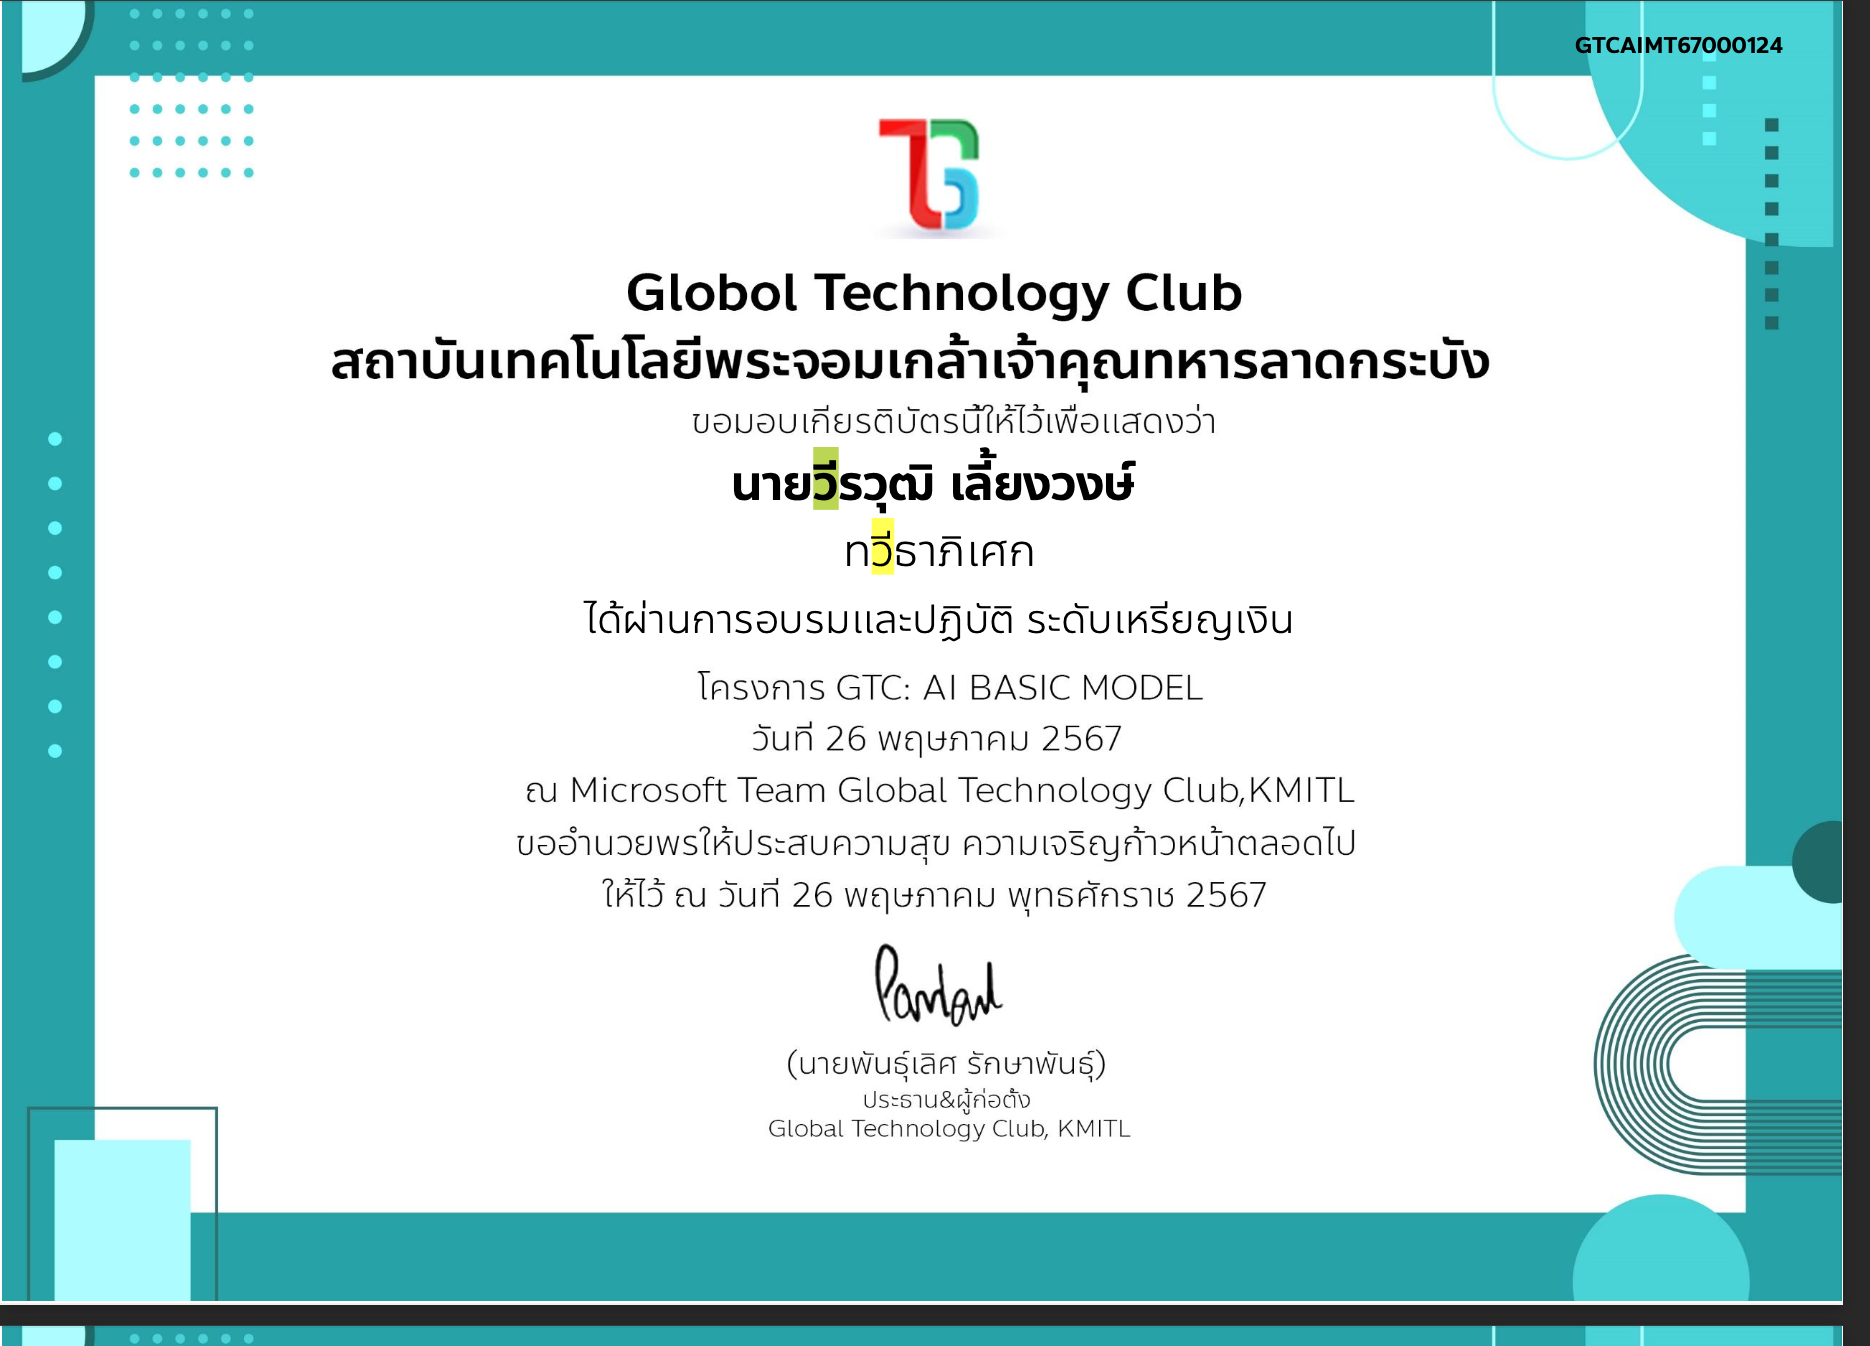 GTCAIMT67000124
Globol Technology Club
สถาบันเทคโนโลยีพระจอมเกล้าเจ้าคุณทหารลาดกระบัง
ขอมอบเกียรติบัตรนี้ให้ไว้เพื่อแสดงว่า
นายวีรวุฒิ เลี้ยงวงษ์
ทวีธาภิเศก
ได้ผ่านการอบรมและปฏิบัติ ระดับเหรียญเงิน
โครงการ GTC: AI BASIC MODEL
วันที่ 26 พฤษภาคม 2567
ณ Microsoft Team Global Technology Club,KMITL
ขออำนวยพรให้ประสบความสุข ความเจริญก้าวหน้าตลอดไป
ให้ไว้ ณ วันที่ 26 พฤษภาคม พุทธศักราช 2567
(นายพันธุ์เลิศ รักษาพันธุ์)
ประธาน&ผู้ก่อตั้ง
Global Technology Club, KMITL